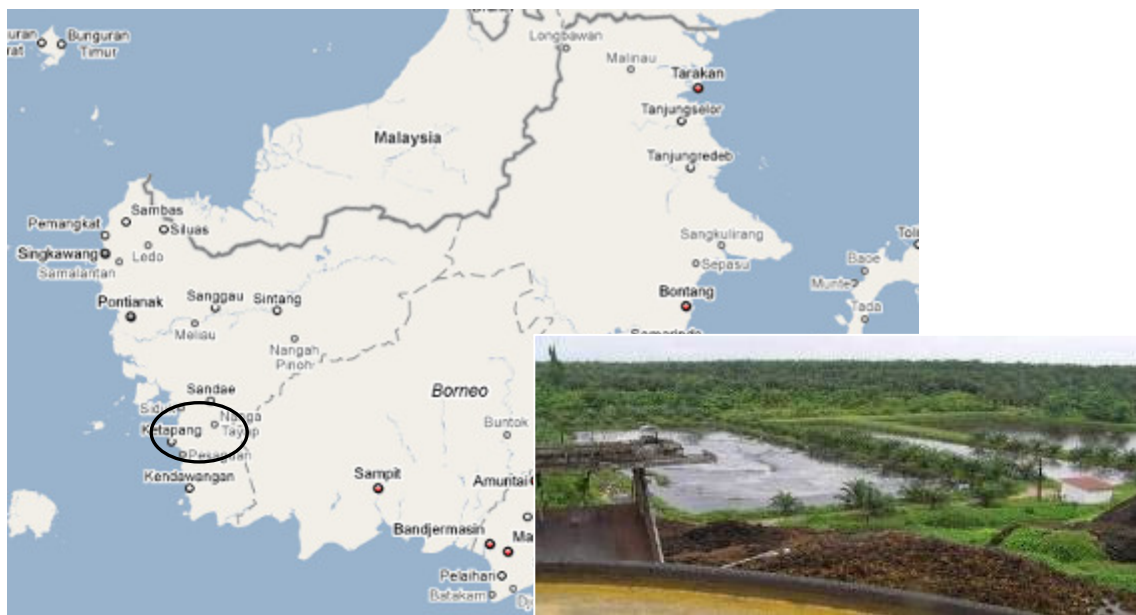 Longbawan
Bunguran
Timur
Malinau
Tarakan
Tanjungselor
Malaysia
Tanjungredeb
Sambas
Pemangkat
Siluas
Ledo
Singkawang
Samalantan
Sangkulirang
Sepasu
Baoe
Munte
Tada
Sanggau
Sintang
Bontang
Pontianak
Meliau
Nangah
Pinoh
Sandae
Borneo
Nanga
Tayap
Ketapang
Buntok
Pesaguan
Kendawangan
Sampit
Amuntai
Bandjermasin
Ma
Pelaihari
Batakam